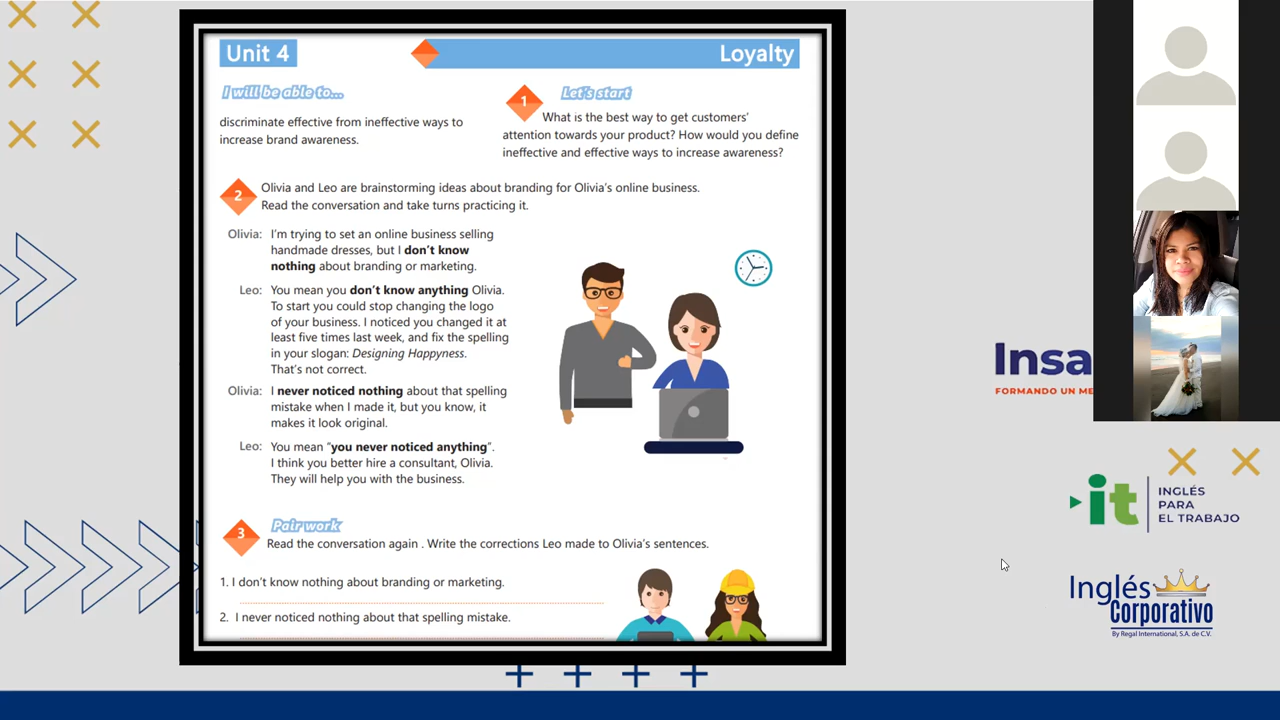 Unit 4
Loyalty
I will be able to...
discriminate effective from ineffective ways to
increase brand awareness.
1
Let's start
What is the best way to get customers'
attention towards your product? How would you define
ineffective and effective ways to increase awareness?
2
Olivia and Leo are brainstorming ideas about branding for Olivia's online business.
Read the conversation and take turns practicing it.
Olivia: I'm trying to set an online business selling
handmade dresses, but I don't know
nothing about branding or marketing.
Leo: You mean you don't know anything Olivia.
To start you could stop changing the logo
of your business. I noticed you changed it at
least five times last week, and fix the spelling
in your slogan: Designing Happyness.
That's not correct.
Olivia: I never noticed nothing about that spelling
mistake when I made it, but you know, it
makes it look original.
Leo: You mean "you never noticed anything".
I think you better hire a consultant, Olivia.
They will help you with the business.
3
Pair work
Read the conversation again . Write the corrections Leo made to Olivia's sentences.
1. I don't know nothing about branding or marketing.
2. I never noticed nothing about that spelling mistake.
Insa
FORMANDO UN ME
it
INGLÉS
PARA
EL TRABAJO
Inglés
Corporativo
By Regal International, S.A. de C.V.